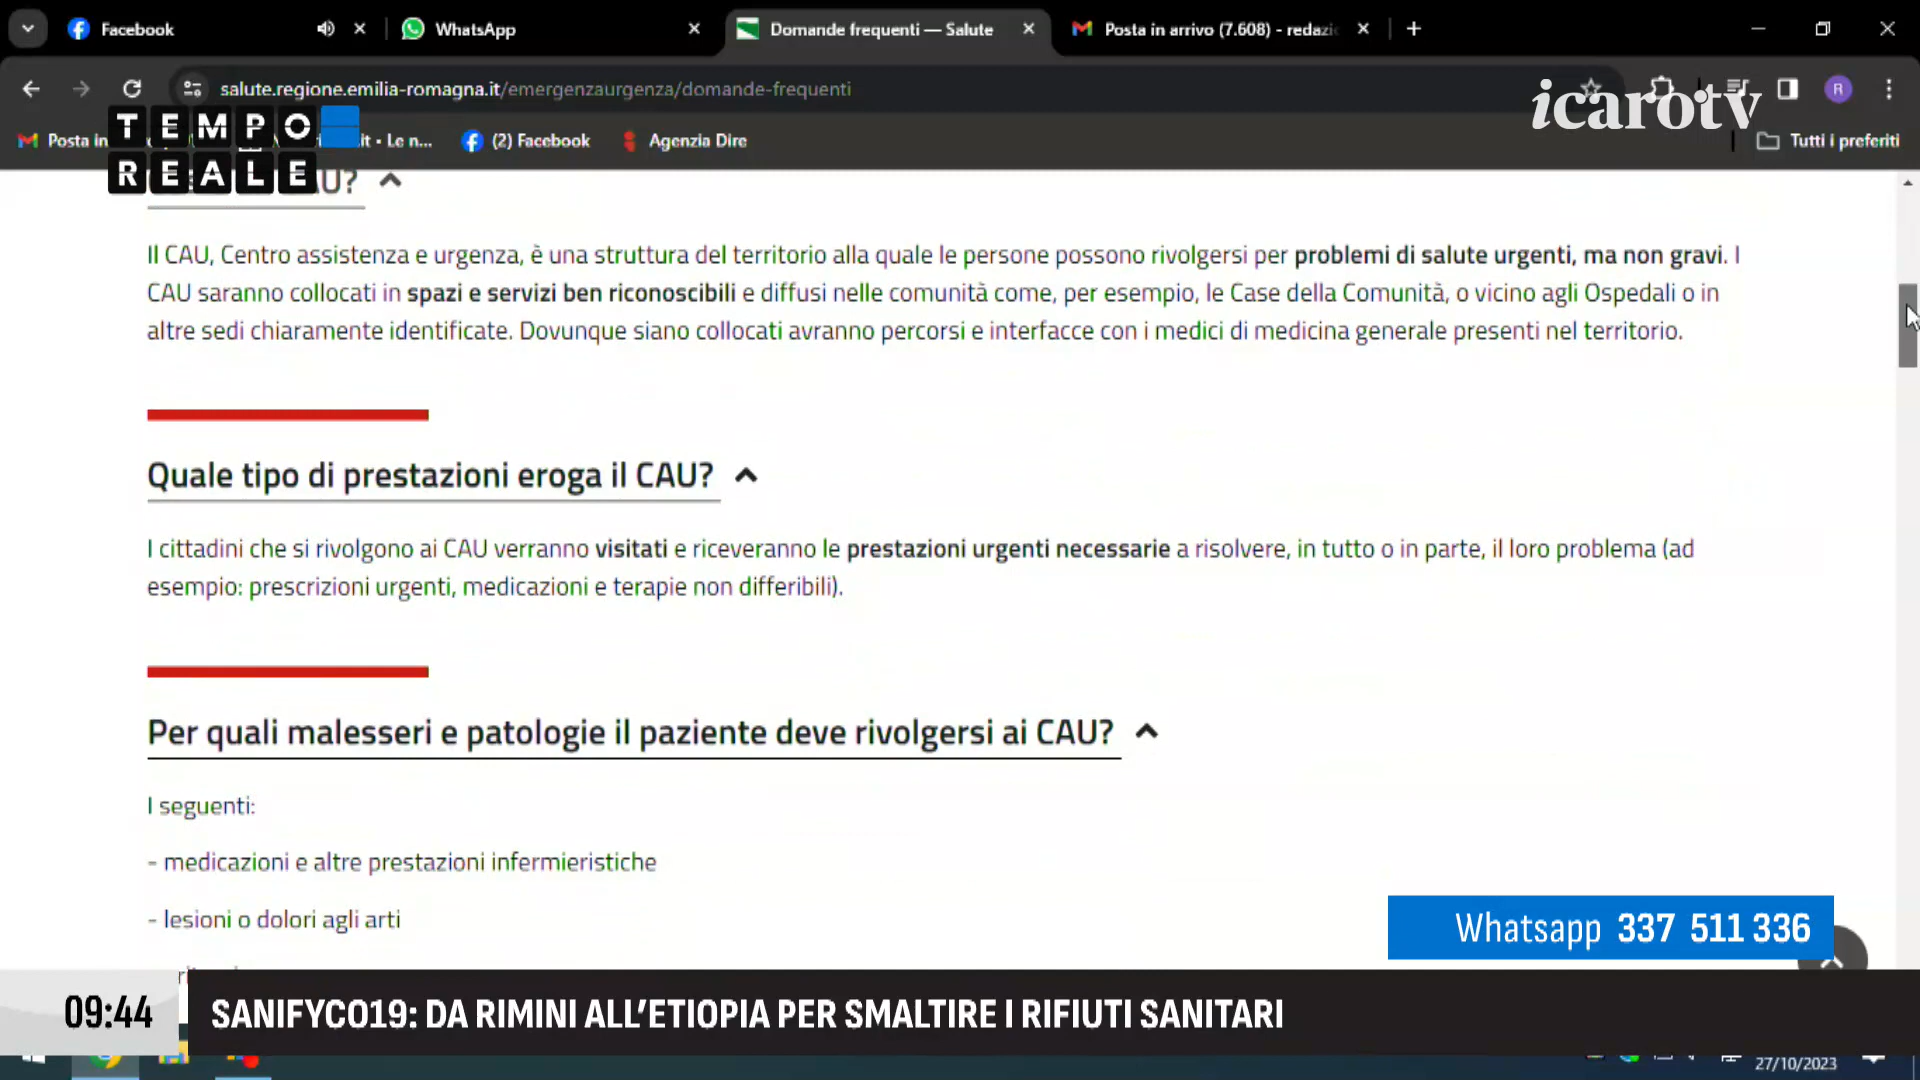 Facebook
WhatsApp
Domande frequenti — Salute
Posta in arrivo (7.608) - redazi
salute.regione.emilia-romagna.it/emergenzaurgenza/domande-frequenti
icarotv
TEMPO
REALE
Posta in
it • Le n...
(2) Facebook
Agenzia Dire
Tutti i preferiti
AU?
Il CAU, Centro assistenza e urgenza, è una struttura del territorio alla quale le persone possono rivolgersi per problemi di salute urgenti, ma non gravi. I
CAU saranno collocati in spazi e servizi ben riconoscibili e diffusi nelle comunità come, per esempio, le Case della Comunità, o vicino agli Ospedali o in
altre sedi chiaramente identificate. Dovunque siano collocati avranno percorsi e interfacce con i medici di medicina generale presenti nel territorio.
Quale tipo di prestazioni eroga il CAU?
I cittadini che si rivolgono ai CAU verranno visitati e riceveranno le prestazioni urgenti necessarie a risolvere, in tutto o in parte, il loro problema (ad
esempio: prescrizioni urgenti, medicazioni e terapie non differibili).
Per quali malesseri e patologie il paziente deve rivolgersi ai CAU?
I seguenti:
- medicazioni e altre prestazioni infermieristiche
- lesioni o dolori agli arti
Whatsapp 337 511 336
09:44
SANIFYCO19: DA RIMINI ALL'ETIOPIA PER SMALTIRE I RIFIUTI SANITARI
27/10/2023